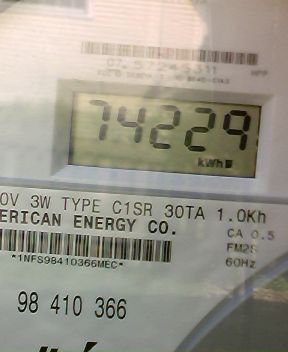 74229
kWh
0V 3W TYPE C1SR 30TA 1.0Kh
ERICAN ENERGY CO.
CA 0.5
FM2S
60Hz
*1NFS98410366MEC*
98 410 366